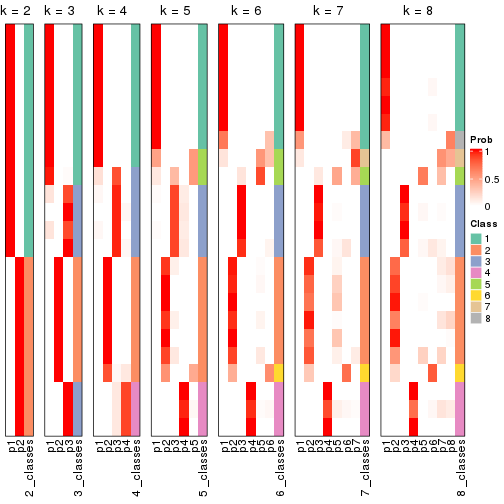 k = 2
k = 3
k = 4
k = 5
k = 6
k = 7
k = 8
p1
p2
2_classes
p1
p2
p3
3_classes
p1
p2
p3
p4
4_classes
p1
p2
p3
p4
p5
5_classes
p1
p2
p3
p4
p5
p6
6_classes
p1
p2
p3
p4
p5
p6
p7
7_classes
p1
p2
p3
p4
p5
p6
p7
p8
8_classes
Prob
1
0.5
0
Class
1
2
3
4
5
6
7
8